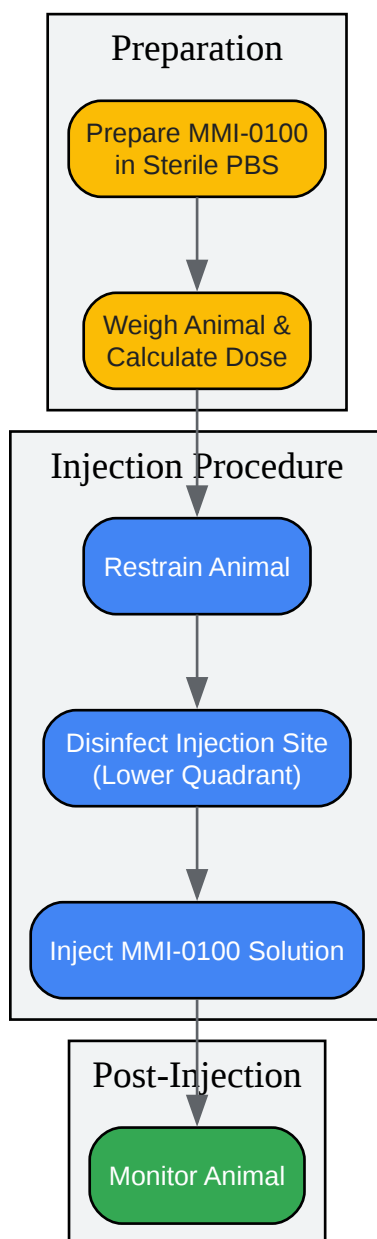 Preparation
Prepare MMI-0100
in Sterile PBS
Weigh Animal &
Calculate Dose
Injection Procedure
Restrain Animal
Disinfect Injection Site
(Lower Quadrant)
Inject MMI-0100 Solution
Post-Injection
Monitor Animal